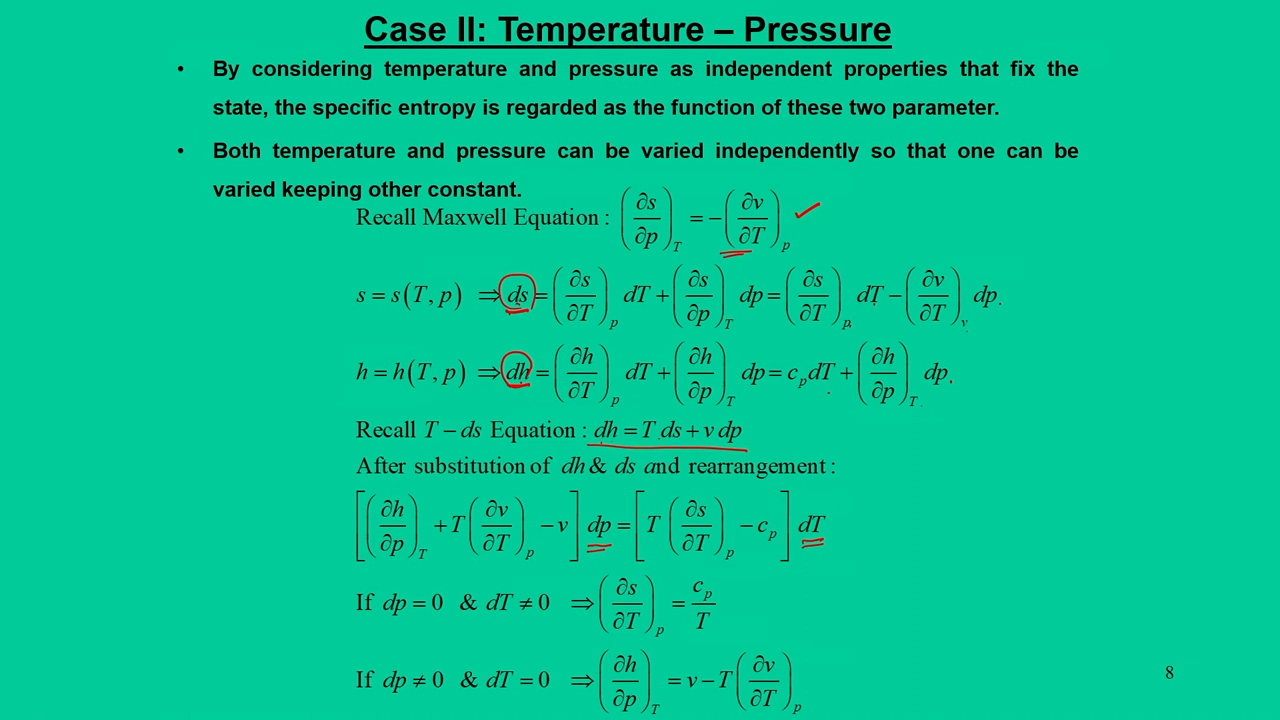 Case II: Temperature – Pressure
• By considering temperature and pressure as independent properties that fix the
state, the specific entropy is regarded as the function of these two parameter.
• Both temperature and pressure can be varied independently so that one can be
varied keeping other constant.
Recall Maxwell Equation : (∂s/∂p)_T = −(∂v/∂T)_p
s = s(T, p) ⇒ ds = (∂s/∂T)_p dT + (∂s/∂p)_T dp = (∂s/∂T)_p dT − (∂v/∂T)_v dp
h = h(T, p) ⇒ dh = (∂h/∂T)_p dT + (∂h/∂p)_T dp = c_p dT + (∂h/∂p)_T dp
Recall T − ds Equation : dh = T ds + v dp
After substitution of dh & ds and rearrangement :
[(∂h/∂p)_T + T(∂v/∂T)_p − v] dp = [T(∂s/∂T)_p − c_p] dT
If dp = 0 & dT ≠ 0 ⇒ (∂s/∂T)_p = c_p/T
If dp ≠ 0 & dT = 0 ⇒ (∂h/∂p)_T = v − T(∂v/∂T)_p
8